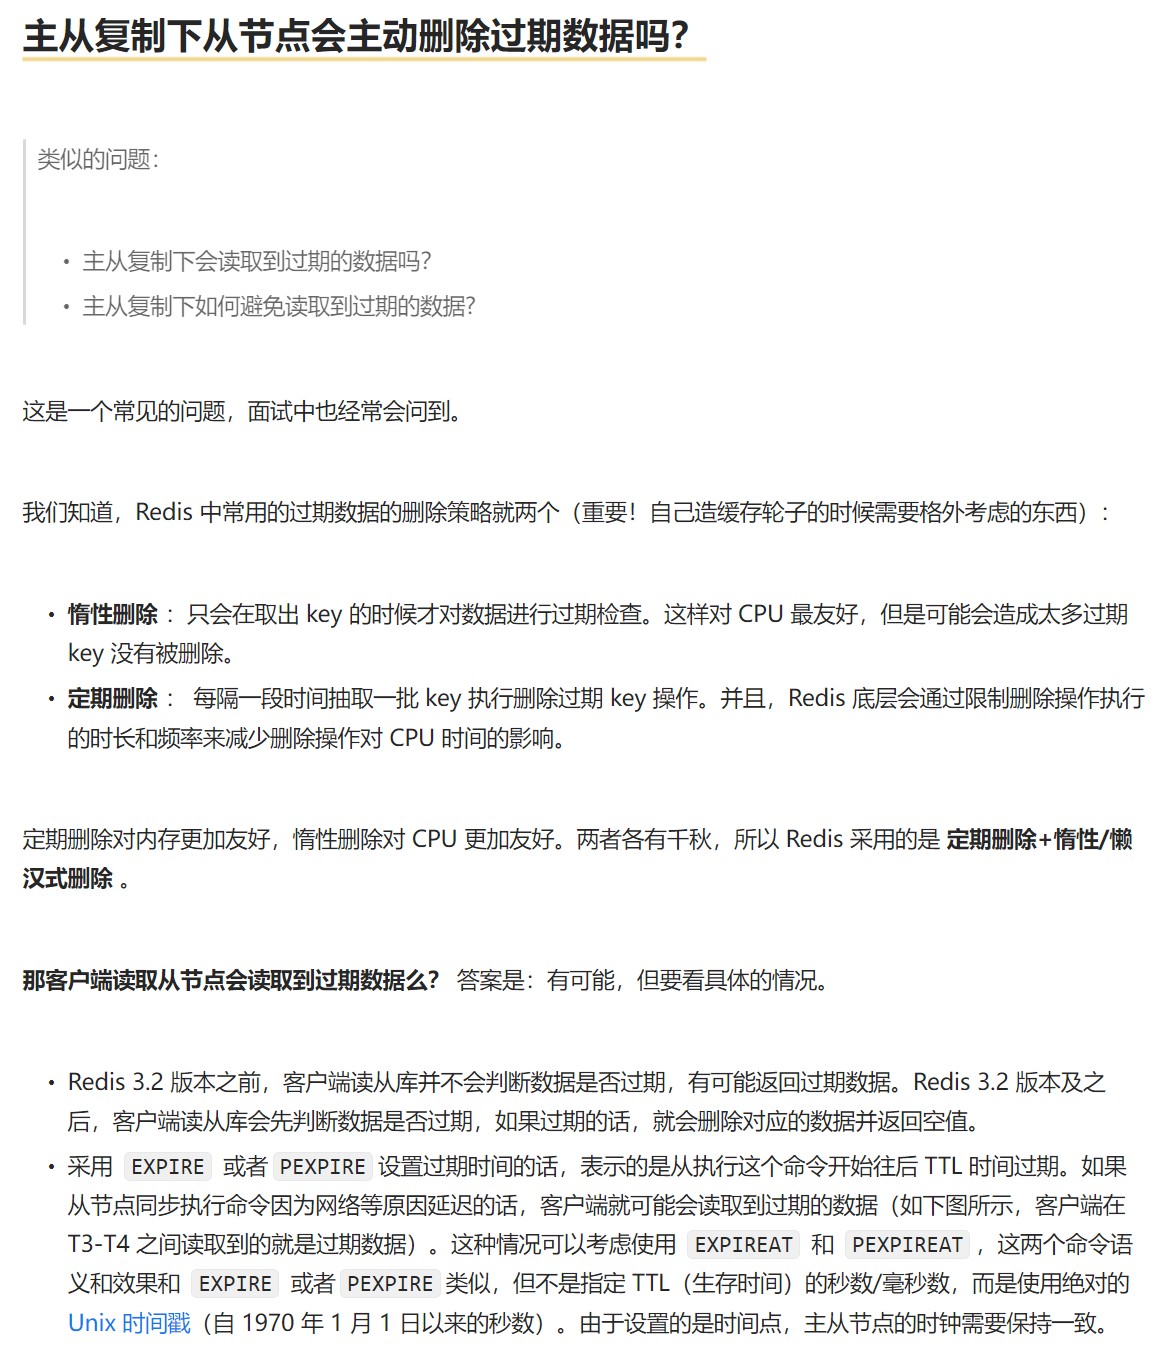 主从复制下从节点会主动删除过期数据吗？
类似的问题：
• 主从复制下会读取到过期的数据吗？
• 主从复制下如何避免读取到过期的数据？
这是一个常见的问题，面试中也经常会问到。
我们知道，Redis 中常用的过期数据的删除策略就两个（重要！自己造缓存轮子的时候需要格外考虑的东西）：
• 惰性删除 ：只会在取出 key 的时候才对数据进行过期检查。这样对 CPU 最友好，但是可能会造成太多过期
key 没有被删除。
• 定期删除 ： 每隔一段时间抽取一批 key 执行删除过期 key 操作。并且，Redis 底层会通过限制删除操作执行
的时长和频率来减少删除操作对 CPU 时间的影响。
定期删除对内存更加友好，惰性删除对 CPU 更加友好。两者各有千秋，所以 Redis 采用的是 定期删除+惰性/懒
汉式删除 。
那客户端读取从节点会读取到过期数据么？ 答案是：有可能，但要看具体的情况。
• Redis 3.2 版本之前，客户端读从库并不会判断数据是否过期，有可能返回过期数据。Redis 3.2 版本及之
后，客户端读从库会先判断数据是否过期，如果过期的话，就会删除对应的数据并返回空值。
• 采用 EXPIRE 或者 PEXPIRE 设置过期时间的话，表示的是从执行这个命令开始往后 TTL 时间过期。如果
从节点同步执行命令因为网络等原因延迟的话，客户端就可能会读取到过期的数据（如下图所示，客户端在
T3-T4 之间读取到的就是过期数据）。这种情况可以考虑使用 EXPIREAT 和 PEXPIREAT ，这两个命令语
义和效果和 EXPIRE 或者 PEXPIRE 类似，但不是指定 TTL（生存时间）的秒数/毫秒数，而是使用绝对的
Unix 时间戳（自 1970 年 1 月 1 日以来的秒数）。由于设置的是时间点，主从节点的时钟需要保持一致。